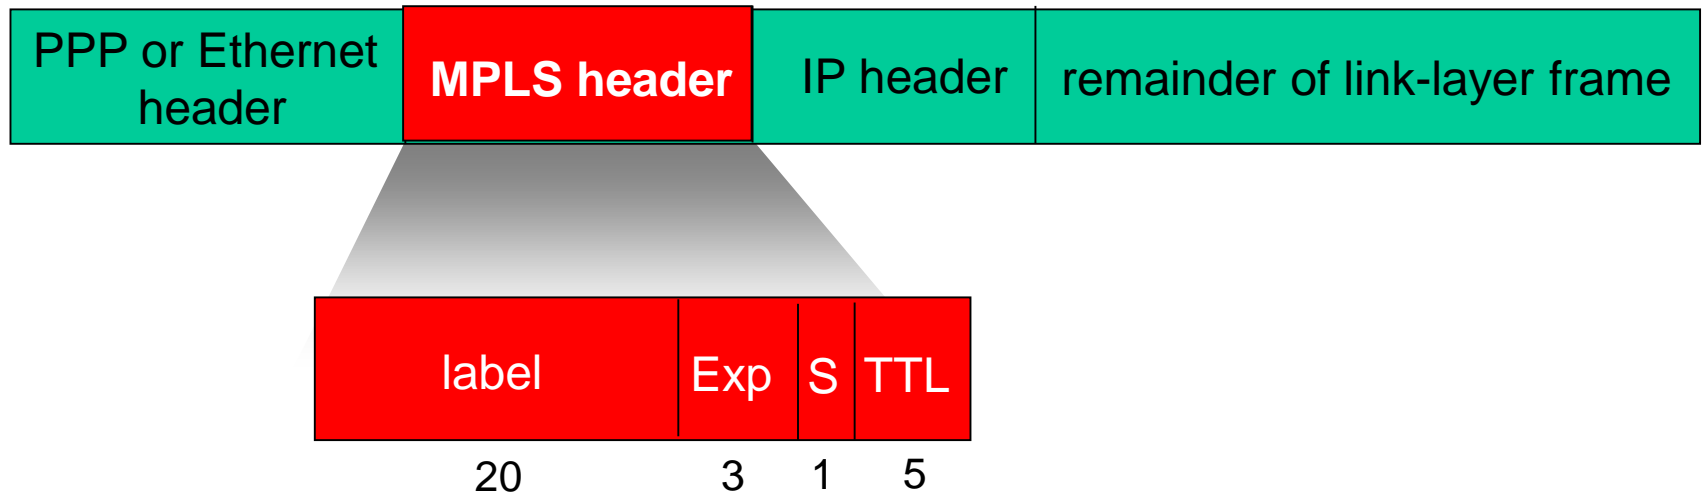 PPP or Ethernet
header
MPLS header
IP header
remainder of link-layer frame
label
Exp
S
TTL
20
3
1
5